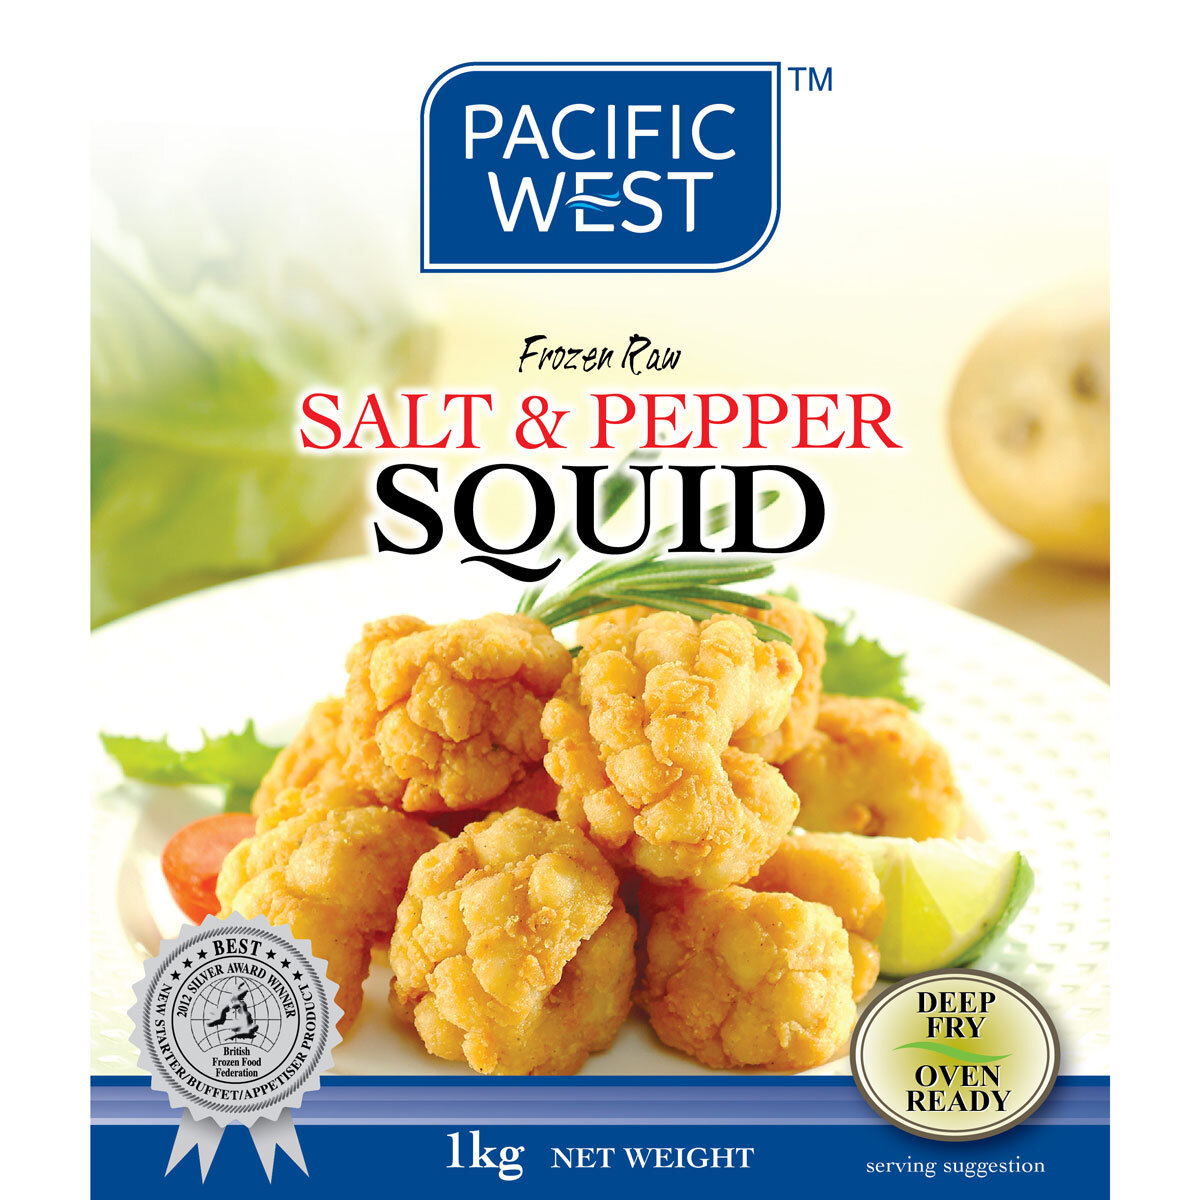 PACIFIC
WEST
TM
Frozen Raw
SALT & PEPPER
SQUID
BEST
2012 SILVER AWARD WINNER
NEW STARTER/BUFFET/APPETISER PRODUCT
British
Frozen Food
Federation
DEEP
FRY
OVEN
READY
1kg NET WEIGHT
serving suggestion